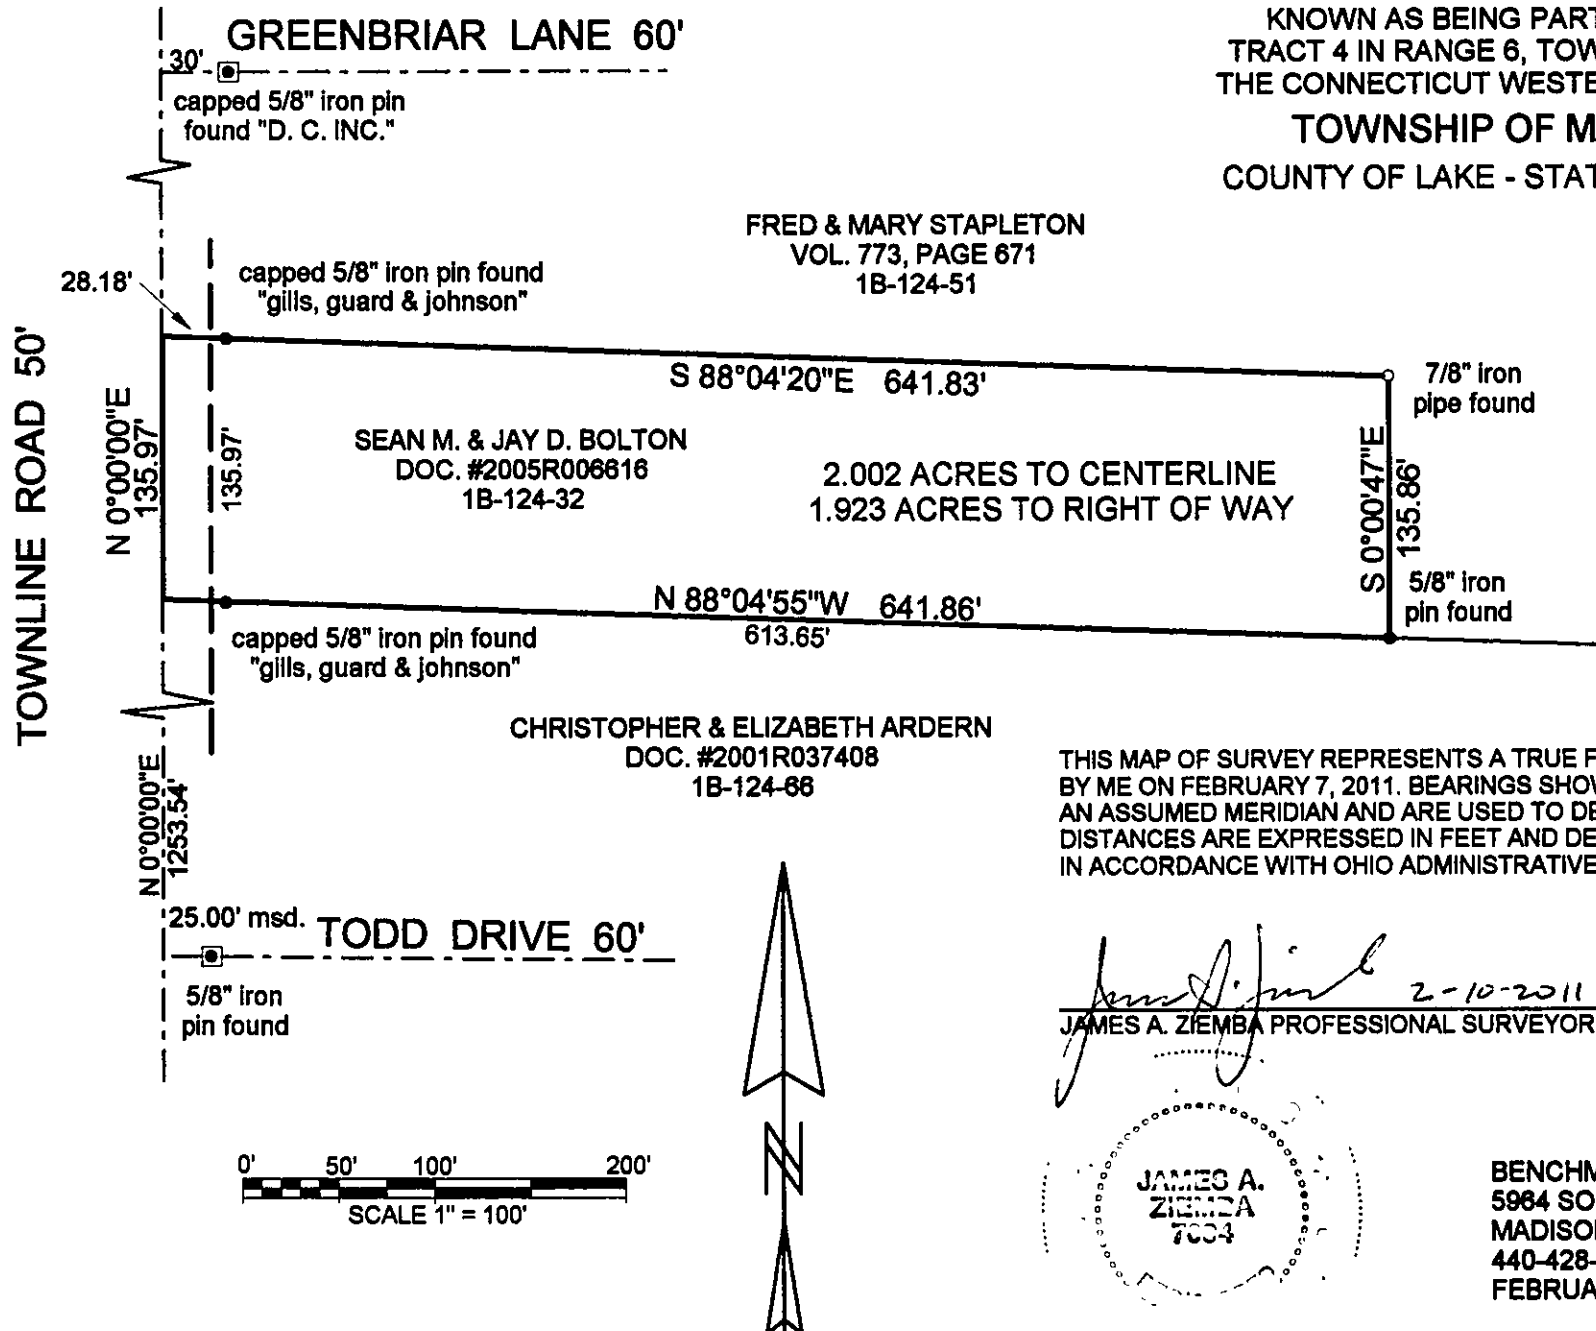 GREENBRIAR LANE 60'
30'
capped 5/8" iron pin
found "D. C. INC."
KNOWN AS BEING PART
TRACT 4 IN RANGE 6, TOW
THE CONNECTICUT WESTE
TOWNSHIP OF M
COUNTY OF LAKE - STAT
FRED & MARY STAPLETON
VOL. 773, PAGE 671
1B-124-51
28.18'
capped 5/8" iron pin found
"gills, guard & johnson"
TOWNLINE ROAD 50'
N 0°00'00"E
135.97'
135.97'
S 88°04'20"E 641.83'
7/8" iron
pipe found
SEAN M. & JAY D. BOLTON
DOC. #2005R006616
1B-124-32
2.002 ACRES TO CENTERLINE
1.923 ACRES TO RIGHT OF WAY
S 0°00'47"E
135.86'
5/8" iron
pin found
N 88°04'55"W 641.86'
613.65'
capped 5/8" iron pin found
"gills, guard & johnson"
CHRISTOPHER & ELIZABETH ARDERN
DOC. #2001R037408
1B-124-66
N 0°00'00"E
1253.54'
THIS MAP OF SURVEY REPRESENTS A TRUE F
BY ME ON FEBRUARY 7, 2011. BEARINGS SHOW
AN ASSUMED MERIDIAN AND ARE USED TO DE
DISTANCES ARE EXPRESSED IN FEET AND DE
IN ACCORDANCE WITH OHIO ADMINISTRATIVE
25.00' msd.
TODD DRIVE 60'
5/8" iron
pin found
2-10-2011
JAMES A. ZIEMBA PROFESSIONAL SURVEYOR
N
0' 50' 100' 200'
SCALE 1" = 100'
JAMES A.
ZIEMBA
BENCHM
5964 SO
MADISO
440-428-
FEBRUA